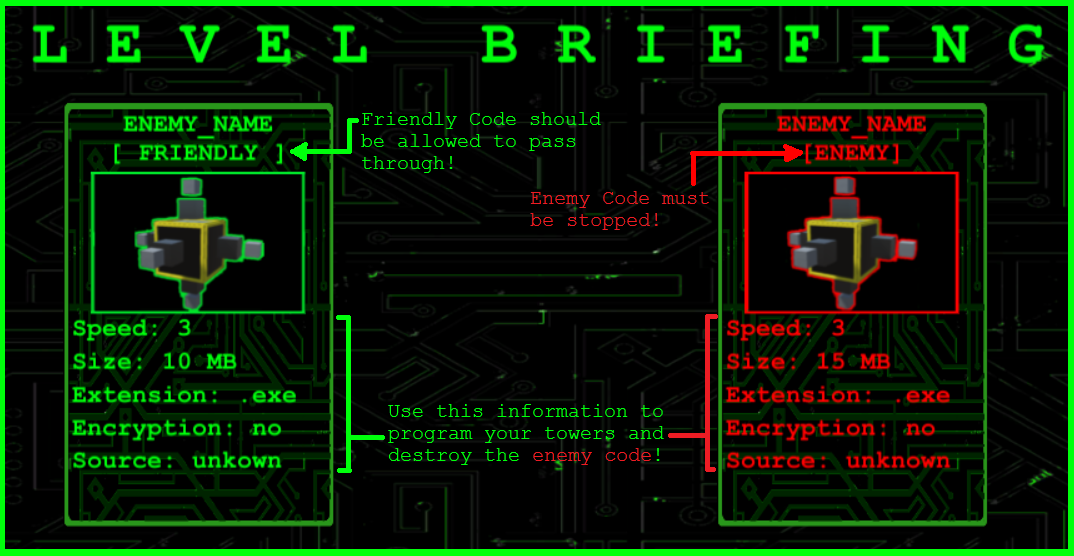 LEVEL BRIEFING
ENEMY_NAME
[ FRIENDLY ]
Speed: 3
Size: 10 MB
Extension: .exe
Encryption: no
Source: unkown
Friendly Code should
be allowed to pass
through!
Enemy Code must
be stopped!
Use this information to
program your towers and
destroy the enemy code!
ENEMY_NAME
[ENEMY]
Speed: 3
Size: 15 MB
Extension: .exe
Encryption: no
Source: unknown